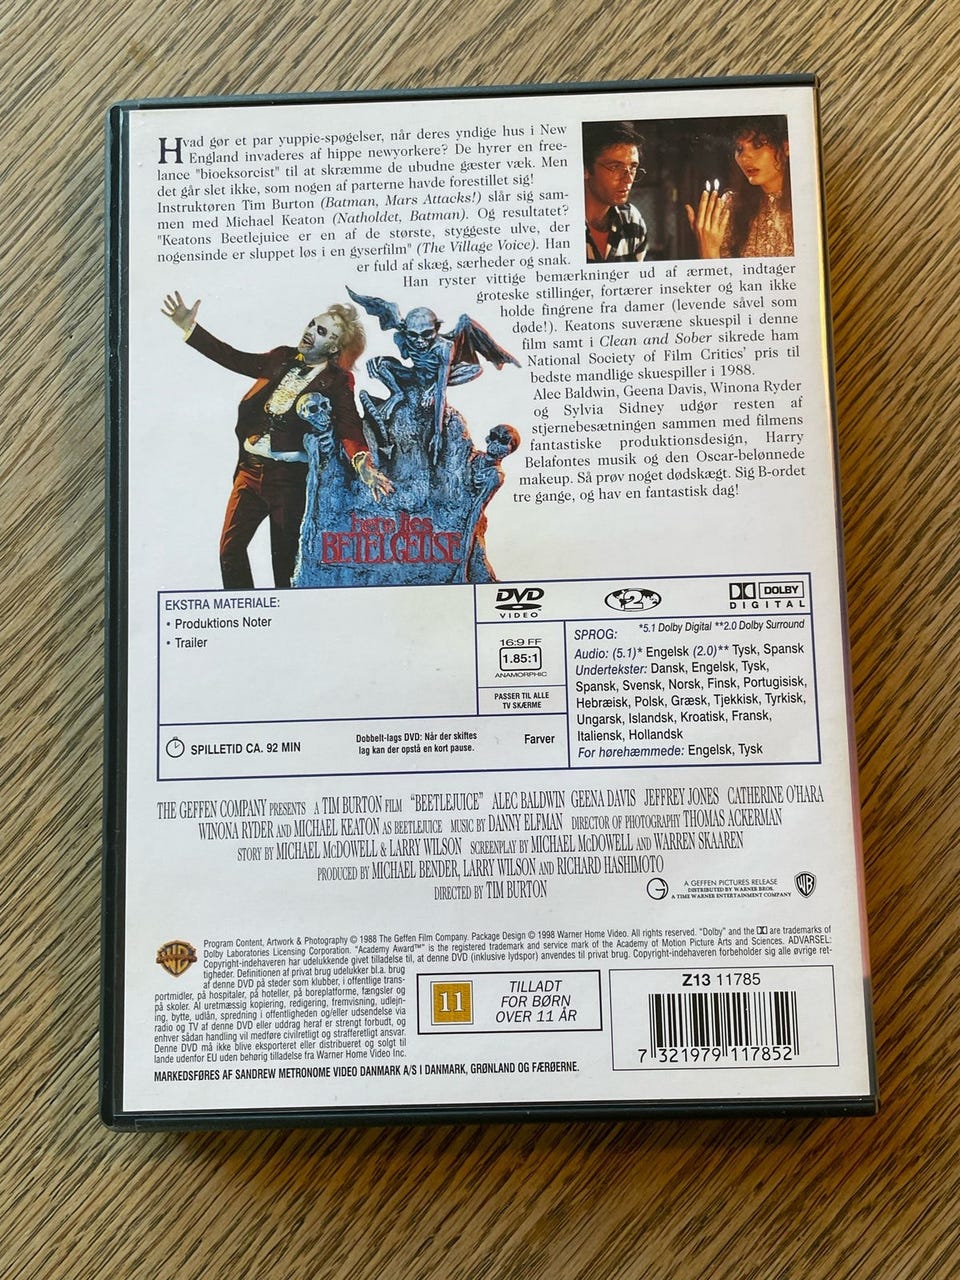 Hvad gør et par yuppie-spøgelser, når deres yndige hus i New
England invaderes af hippe newyorkere? De hyrer en free-
lance "bioeksorcist" til at skræmme de ubudne gæster væk. Men
det går slet ikke, som nogen af parterne havde forestillet sig!
Instruktøren Tim Burton (Batman, Mars Attacks!) slår sig sam-
men med Michael Keaton (Natholdet, Batman). Og resultatet?
"Keatons Beetlejuice er en af de største, styggeste ulve, der
nogensinde er sluppet løs i en gyserfilm" (The Village Voice). Han
er fuld af skæg, særheder og snak.
Han ryster vittige bemærkninger ud af ærmet, indtager
groteske stillinger, fortærer insekter og kan ikke
holde fingrene fra damer (levende såvel som
døde!). Keatons suveræne skuespil i denne
film samt i Clean and Sober sikrede ham
National Society of Film Critics' pris til
bedste mandlige skuespiller i 1988.
Alec Baldwin, Geena Davis, Winona Ryder
og Sylvia Sidney udgør resten af
stjernebesætningen sammen med filmens
fantastiske produktionsdesign, Harry
Belafontes musik og den Oscar-belønnede
makeup. Så prøv noget dødskægt. Sig B-ordet
tre gange, og hav en fantastisk dag!
here lies
BETELGEUSE
EKSTRA MATERIALE:
• Produktions Noter
• Trailer
DVD
VIDEO
2
DOLBY
DIGITAL
16:9 FF
1.85:1
ANAMORPHIC
PASSER TIL ALLE
TV SKÆRME
SPROG: *5.1 Dolby Digital **2.0 Dolby Surround
Audio: (5.1)* Engelsk (2.0)** Tysk, Spansk
Undertekster: Dansk, Engelsk, Tysk,
Spansk, Svensk, Norsk, Finsk, Portugisisk,
Hebræisk, Polsk, Græsk, Tjekkisk, Tyrkisk,
Ungarsk, Islandsk, Kroatisk, Fransk,
Italiensk, Hollandsk
For hørehæmmede: Engelsk, Tysk
SPILLETID CA. 92 MIN
Dobbelt-lags DVD: Når der skiftes
lag kan der opstå en kort pause.
Farver
THE GEFFEN COMPANY PRESENTS A TIM BURTON FILM "BEETLEJUICE" ALEC BALDWIN GEENA DAVIS JEFFREY JONES CATHERINE O'HARA
WINONA RYDER AND MICHAEL KEATON AS BEETLEJUICE MUSIC BY DANNY ELFMAN DIRECTOR OF PHOTOGRAPHY THOMAS ACKERMAN
STORY BY MICHAEL McDOWELL & LARRY WILSON SCREENPLAY BY MICHAEL McDOWELL AND WARREN SKAAREN
PRODUCED BY MICHAEL BENDER, LARRY WILSON AND RICHARD HASHIMOTO
DIRECTED BY TIM BURTON
A GEFFEN PICTURES RELEASE
DISTRIBUTED BY WARNER BROS.
A TIME WARNER ENTERTAINMENT COMPANY
WB
Program Content, Artwork & Photography © 1988 The Geffen Film Company. Package Design © 1998 Warner Home Video. All rights reserved. "Dolby" and the are trademarks of
Dolby Laboratories Licensing Corporation. "Academy Award™" is the registered trademark and service mark of the Academy of Motion Picture Arts and Sciences. ADVARSEL:
Copyright-indehaveren har udelukkende givet tilladelse til, at denne DVD (inklusive lydspor) anvendes til privat brug. Copyright-indehaveren forbeholder sig alle øvrige ret-
tigheder. Definitionen af privat brug udelukker bl.a. brug
af denne DVD på steder som klubber, i offentlige trans-
portmidler, på hospitaler, på hoteller, på boreplatforme, fængsler og
på skoler. Al uretmæssig kopiering, redigering, fremvisning, udlejn-
ing, bytte, udlån, spredning i offentligheden og/eller udsendelse via
radio og TV af denne DVD eller uddrag heraf er strengt forbudt, og
enhver sådan handling vil medføre civilretligt og strafferetligt ansvar.
Denne DVD må ikke blive eksporteret eller distribueret og solgt til
lande udenfor EU uden behørig tilladelse fra Warner Home Video Inc.
MARKEDSFØRES AF SANDREW METRONOME VIDEO DANMARK A/S I DANMARK, GRØNLAND OG FÆRØERNE.
11
TILLADT
FOR BØRN
OVER 11 ÅR
Z13 11785
7 321979 117852